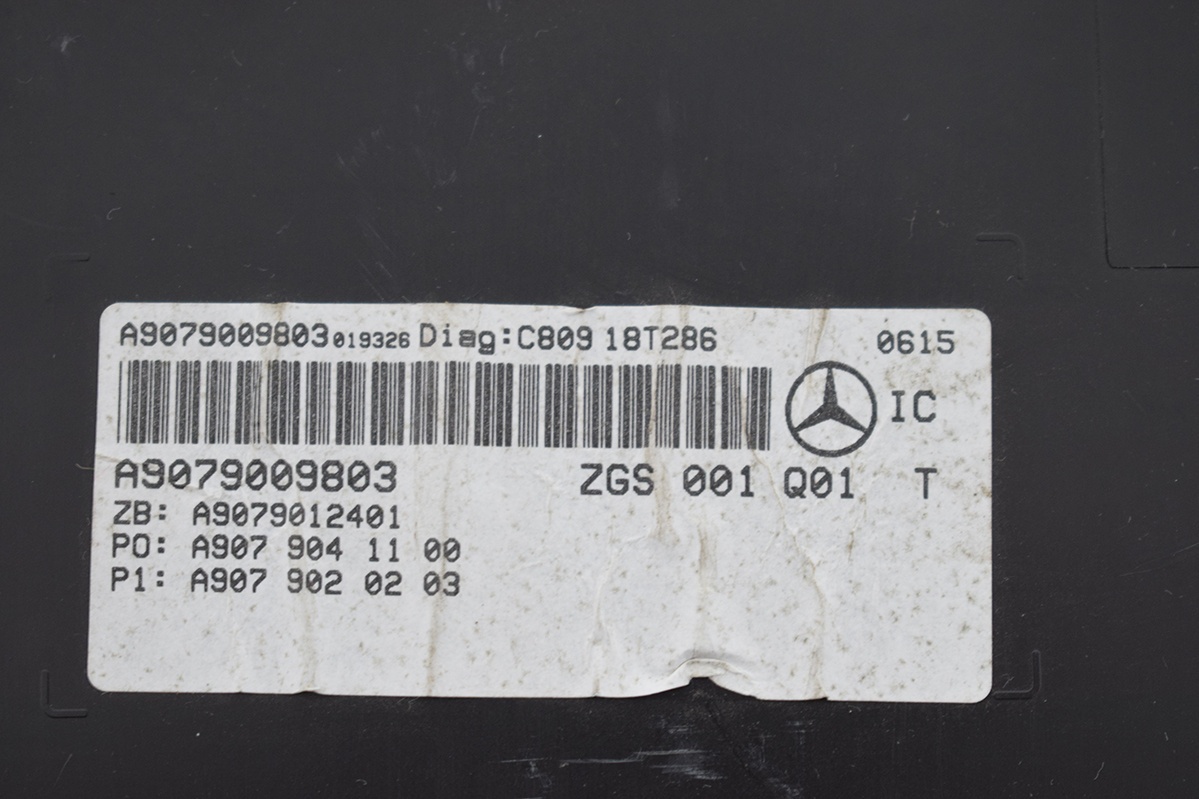 A9079009803 019326 Diag:C809 18T286 0615
IC
A9079009803 ZGS 001 Q01 T
ZB: A9079012401
P0: A907 904 11 00
P1: A907 902 02 03